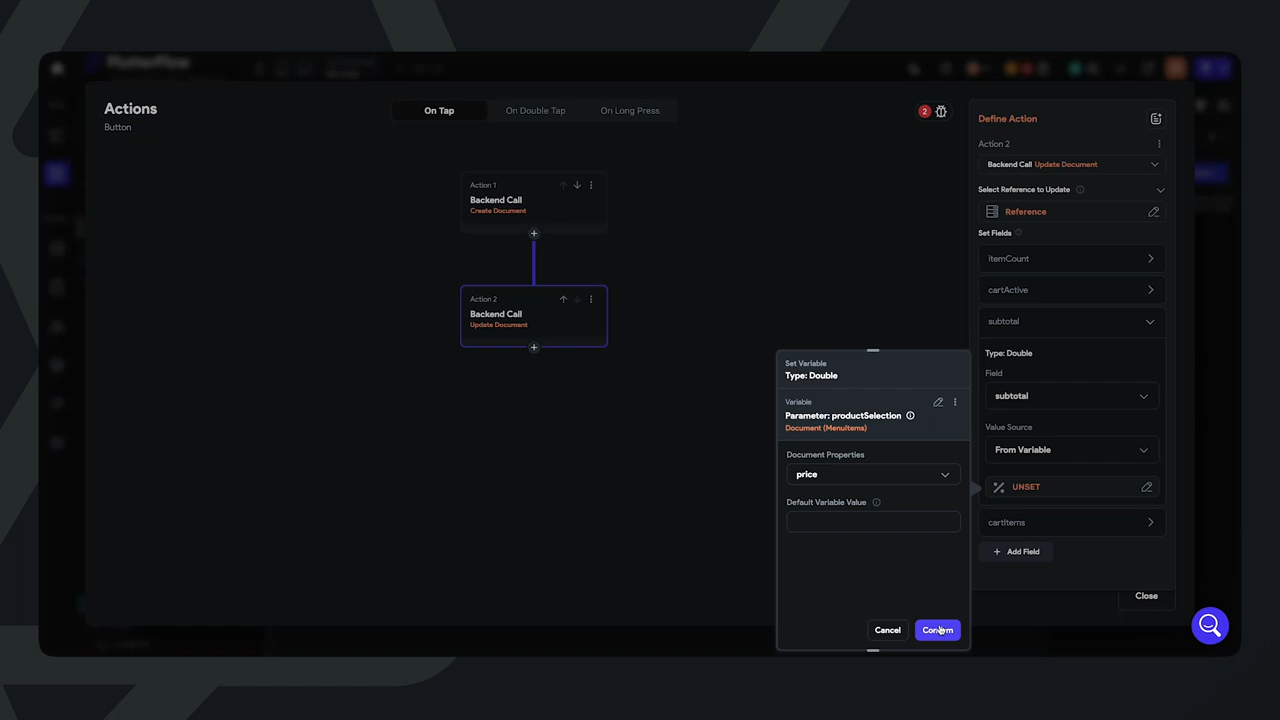 FlutterFlow
Actions
Button
On Tap
On Double Tap
On Long Press
2
Action 1
Backend Call
Create Document
Action 2
Backend Call
Update Document
Define Action
Action 2
Backend Call Update Document
Select Reference to Update
Reference
Set Fields
itemCount
cartActive
subtotal
Type: Double
Field
subtotal
Value Source
From Variable
UNSET
cartItems
+ Add Field
Close
Set Variable
Type: Double
Variable
Parameter: productSelection
Document (MenuItems)
Document Properties
price
Default Variable Value
Cancel
Confirm